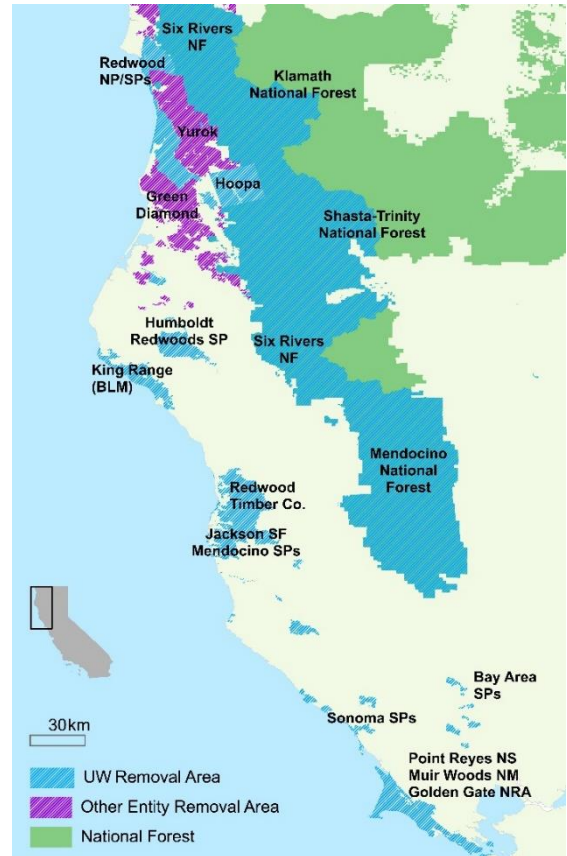 Six Rivers
NF
Redwood
NP/SPs
Klamath
National Forest
Yurok
Hoopa
Green
Diamond
Shasta-Trinity
National Forest
Humboldt
Redwoods SP
Six Rivers
NF
King Range
(BLM)
Mendocino
National
Forest
Redwood
Timber Co.
Jackson SF
Mendocino SPs
Bay Area
SPs
Sonoma SPs
30km
Point Reyes NS
Muir Woods NM
Golden Gate NRA
UW Removal Area
Other Entity Removal Area
National Forest